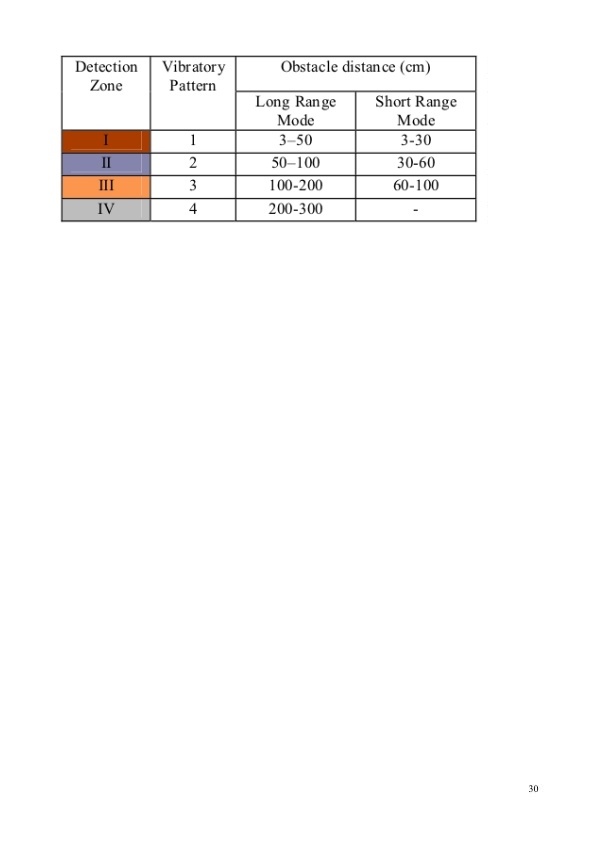 Detection Zone Vibratory Pattern Obstacle distance (cm)
Long Range Mode Short Range Mode
I 1 3–50 3-30
II 2 50–100 30-60
III 3 100-200 60-100
IV 4 200-300 -
30